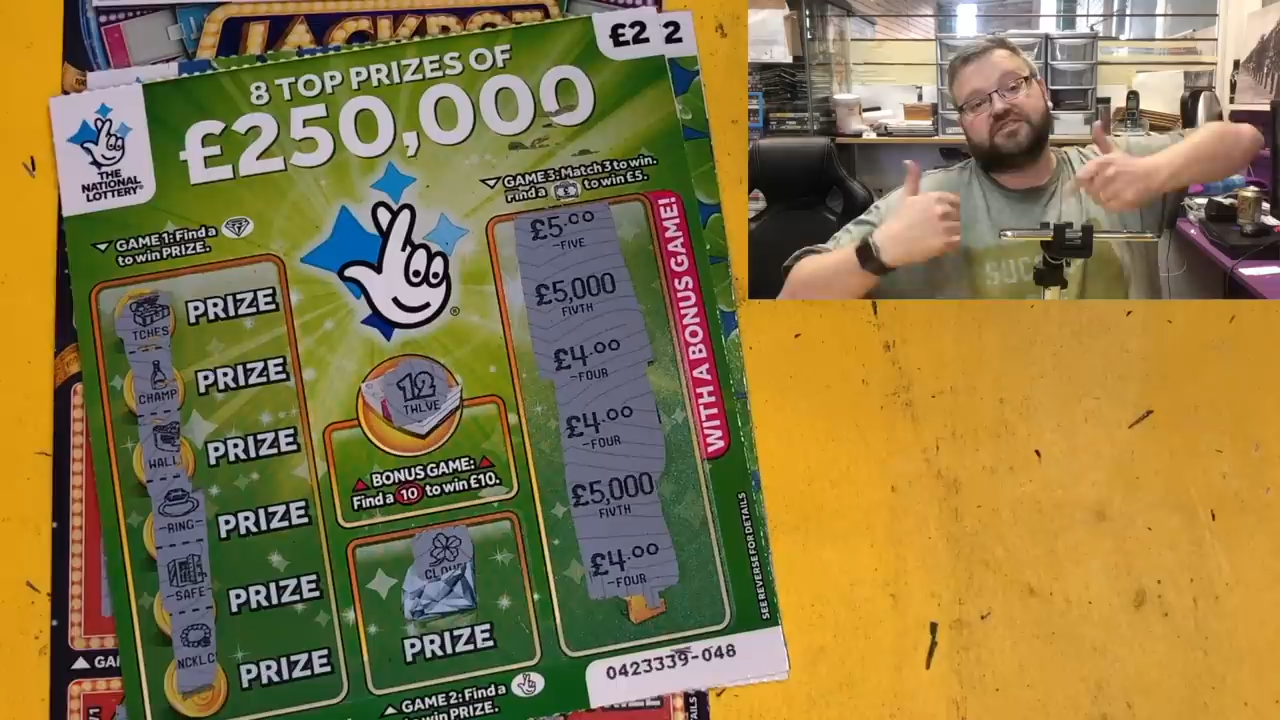 JACKPOT
£2
2
8 TOP PRIZES OF
£250,000
THE
NATIONAL
LOTTERY®
GAME 3: Match 3 to win.
Find a to win £5.
GAME 1: Find a
to win PRIZE.
£5.00
-FIVE
£5,000
FIVTH
£4.00
-FOUR
£4.00
-FOUR
£5,000
FIVTH
£4.00
-FOUR
WITH A BONUS GAME!
TCHES
PRIZE
CHAMP
PRIZE
WALL
PRIZE
-RING-
PRIZE
-SAFE
PRIZE
NCKLC
PRIZE
®
12
TWLVE
BONUS GAME:
Find a 10 to win £10.
PRIZE
GAME 2: Find a
to win PRIZE.
SEE REVERSE FOR DETAILS
0423339-048
GA
PRIZE